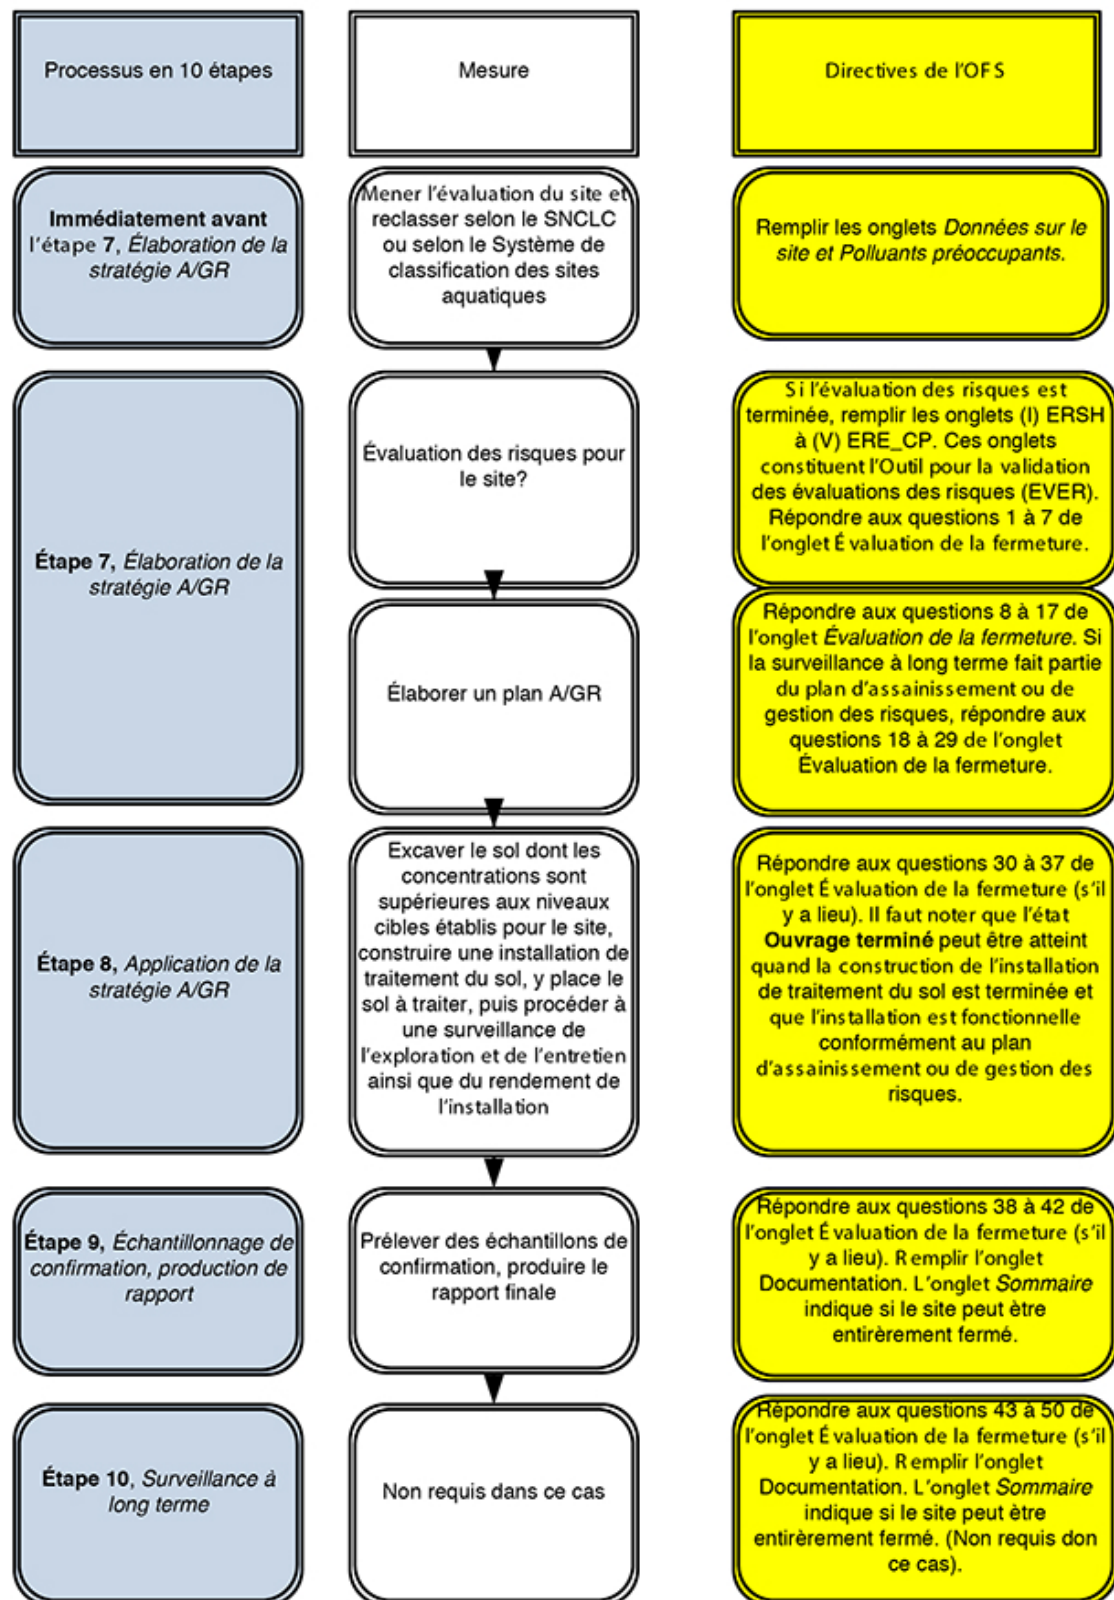 Processus en 10 étapes
Mesure
Directives de l'OFS
Immédiatement avant
l'étape 7, Élaboration de la
stratégie A/GR
Mener l'évaluation du site et
reclasser selon le SNCLC
ou selon le Système de
classification des sites
aquatiques
Remplir les onglets Données sur le
site et Polluants préoccupants.
Étape 7, Élaboration de la
stratégie A/GR
Évaluation des risques pour
le site?
Si l'évaluation des risques est
terminée, remplir les onglets (I) ERSH
à (V) ERE_CP. Ces onglets
constituent l'Outil pour la validation
des évaluations des risques (EVER).
Répondre aux questions 1 à 7 de
l'onglet Évaluation de la fermeture.
Élaborer un plan A/GR
Répondre aux questions 8 à 17 de
l'onglet Évaluation de la fermeture. Si
la surveillance à long terme fait partie
du plan d'assainissement ou de
gestion des risques, répondre aux
questions 18 à 29 de l'onglet
Évaluation de la fermeture.
Étape 8, Application de la
stratégie A/GR
Excaver le sol dont les
concentrations sont
supérieures aux niveaux
cibles établis pour le site,
construire une installation de
traitement du sol, y place le
sol à traiter, puis procéder à
une surveillance de
l'exploration et de l'entretien
ainsi que du rendement de
l'installation
Répondre aux questions 30 à 37 de
l'onglet Évaluation de la fermeture (s'il
y a lieu). Il faut noter que l'état
Ouvrage terminé peut être atteint
quand la construction de l'installation
de traitement du sol est terminée et
que l'installation est fonctionnelle
conformément au plan
d'assainissement ou de gestion des
risques.
Étape 9, Échantillonnage de
confirmation, production de
rapport
Prélever des échantillons de
confirmation, produire le
rapport finale
Répondre aux questions 38 à 42 de
l'onglet Évaluation de la fermeture (s'il
y a lieu). Remplir l'onglet
Documentation. L'onglet Sommaire
indique si le site peut ètre
entirèrement fermé.
Étape 10, Surveillance à
long terme
Non requis dans ce cas
Répondre aux questions 43 à 50 de
l'onglet Évaluation de la fermeture (s'il
y a lieu). Remplir l'onglet
Documentation. L'onglet Sommaire
indique si le site peut ètre
entirèrement fermé. (Non requis don
ce cas).